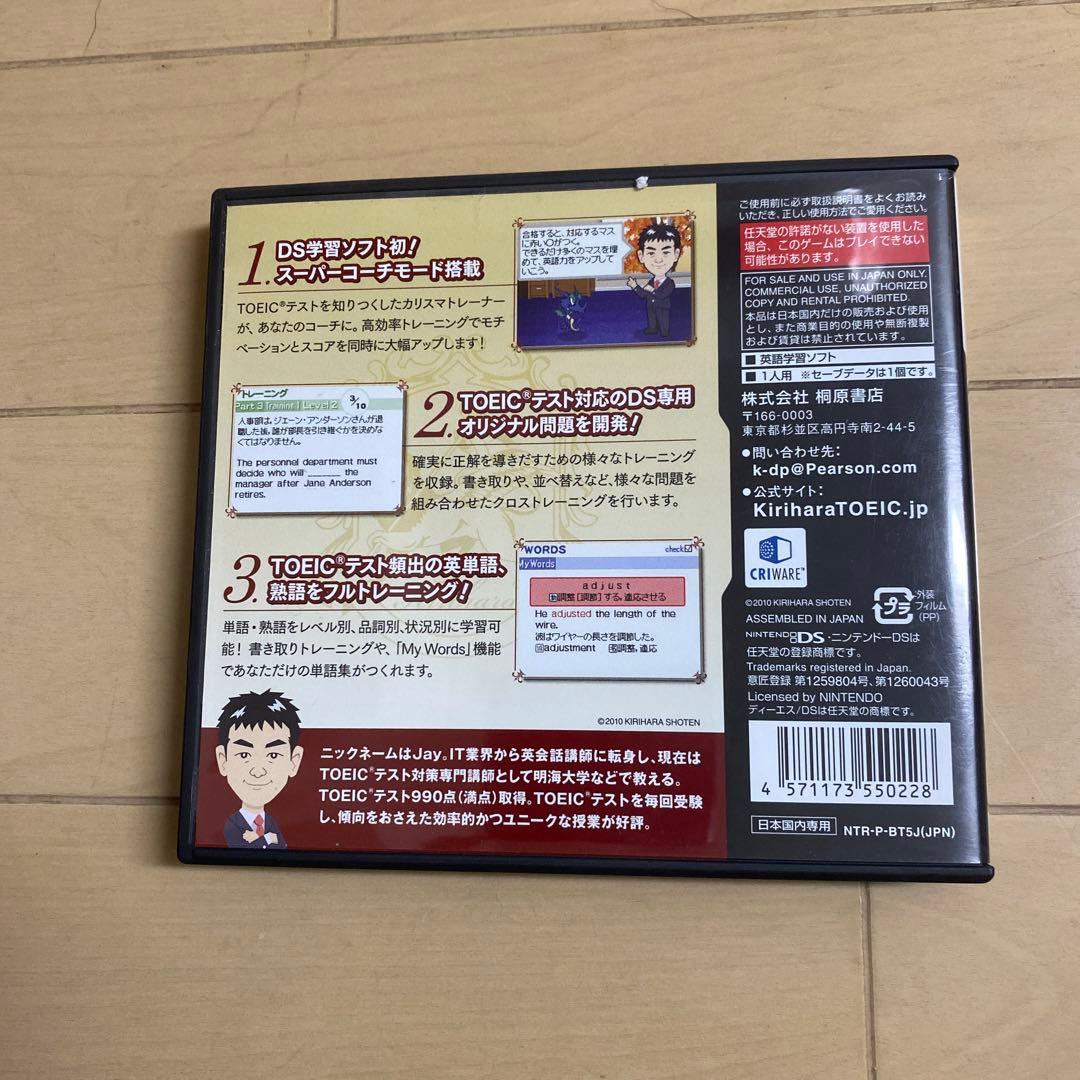 1. DS学習ソフト初!
スーパーコーチモード搭載
TOEIC®テストを知りつくしたカリスマトレーナー
が、あなたのコーチに。高効率トレーニングでモチ
ベーションとスコアを同時に大幅アップします!
合格すると、対応するマス
に赤い○がつく。
できるだけ多くのマスを埋
めて、英語力をアップして
いこう。
トレーニング
Part 3 Training 1 Level 2
3/10
人事部は、ジェーン・アンダーソンさんが退
職した後、誰が部長を引き継ぐかを決めな
くてはなりません。
The personnel department must
decide who will ______ the
manager after Jane Anderson
retires.
2. TOEIC®テスト対応のDS専用
オリジナル問題を開発!
確実に正解を導きだすための様々なトレーニング
を収録。書き取りや、並べ替えなど、様々な問題を
組み合わせたクロストレーニングを行います。
3. TOEIC®テスト頻出の英単語、
熟語をフルトレーニング!
単語・熟語をレベル別、品詞別、状況別に学習可
能! 書き取りトレーニングや、「My Words」機能
であなただけの単語集がつくれます。
WORDS
check
My Words
adjust
動調整[調節]する。適応させる
He adjusted the length of the
wire.
彼はワイヤーの長さを調節した。
adjustment 名調整、適応
©2010 KIRIHARA SHOTEN
ニックネームはJay。IT業界から英会話講師に転身し、現在は
TOEIC®テスト対策専門講師として明海大学などで教える。
TOEIC®テスト990点(満点)取得。TOEIC®テストを毎回受験
し、傾向をおさえた効率的かつユニークな授業が好評。
ご使用前に必ず取扱説明書をよくお読み
いただき、正しい使用方法でご愛用ください。
任天堂の許諾がない装置を使用した
場合、このゲームはプレイできない
可能性があります。
FOR SALE AND USE IN JAPAN ONLY.
COMMERCIAL USE, UNAUTHORIZED
COPY AND RENTAL PROHIBITED.
本品は日本国内だけの販売および使用
とし、また商業目的の使用や無断複製
および賃貸は禁止されています。
■英語学習ソフト
■1人用 ※セーブデータは1個です。
株式会社 桐原書店
〒166-0003
東京都杉並区高円寺南2-44-5
●問い合わせ先:
k-dp@Pearson.com
●公式サイト:
KiriharaTOEIC.jp
CRIWARE™
©2010 KIRIHARA SHOTEN
ASSEMBLED IN JAPAN
プラ
外装
フィルム
(PP)
NINTENDO DS・ニンテンドーDSは
任天堂の登録商標です。
Trademarks registered in Japan.
意匠登録 第1259804号、第1260043号
Licensed by NINTENDO
ディーエス/DSは任天堂の商標です。
4 571173 550228
日本国内専用
NTR-P-BT5J(JPN)